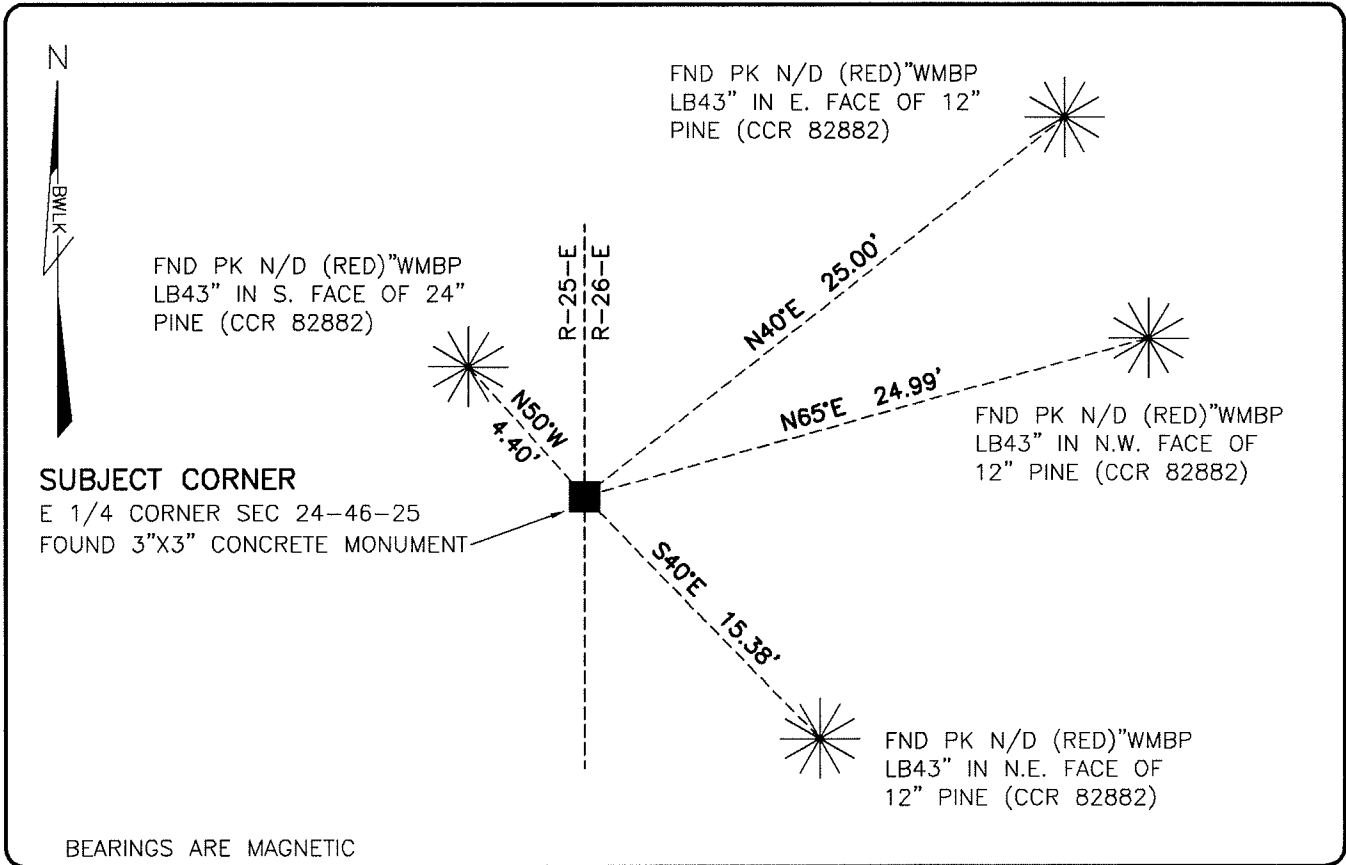 N
BWLK
FND PK N/D (RED)"WMBP
LB43" IN E. FACE OF 12"
PINE (CCR 82882)
FND PK N/D (RED)"WMBP
LB43" IN S. FACE OF 24"
PINE (CCR 82882)
R-25-E
R-26-E
N40°E 25.00'
N65°E 24.99'
N50°W
4.40'
FND PK N/D (RED)"WMBP
LB43" IN N.W. FACE OF
12" PINE (CCR 82882)
SUBJECT CORNER
E 1/4 CORNER SEC 24-46-25
FOUND 3"X3" CONCRETE MONUMENT
S40°E 15.38'
FND PK N/D (RED)"WMBP
LB43" IN N.E. FACE OF
12" PINE (CCR 82882)
BEARINGS ARE MAGNETIC